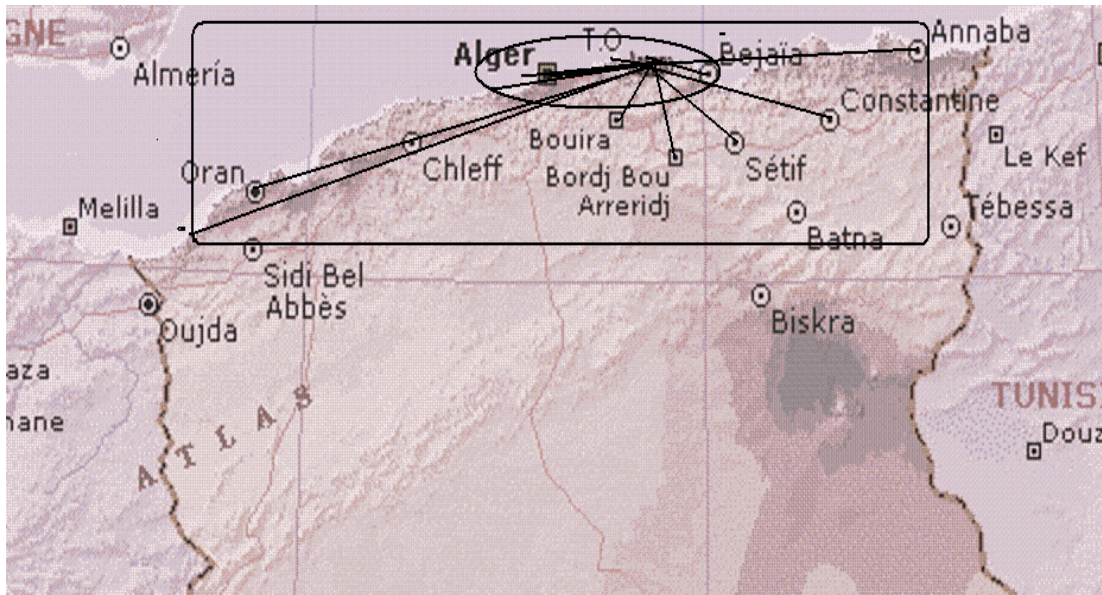 GNE
Almería
Alger
T.O
Bejaïa
Annaba
Constantine
Bouira
Le Kef
Oran
Chleff
Bordj Bou
Arreridj
Sétif
Melilla
Batna
Tébessa
Sidi Bel
Abbès
Oujda
Biskra
aza
nane
ATLAS
TUNIS
Douz